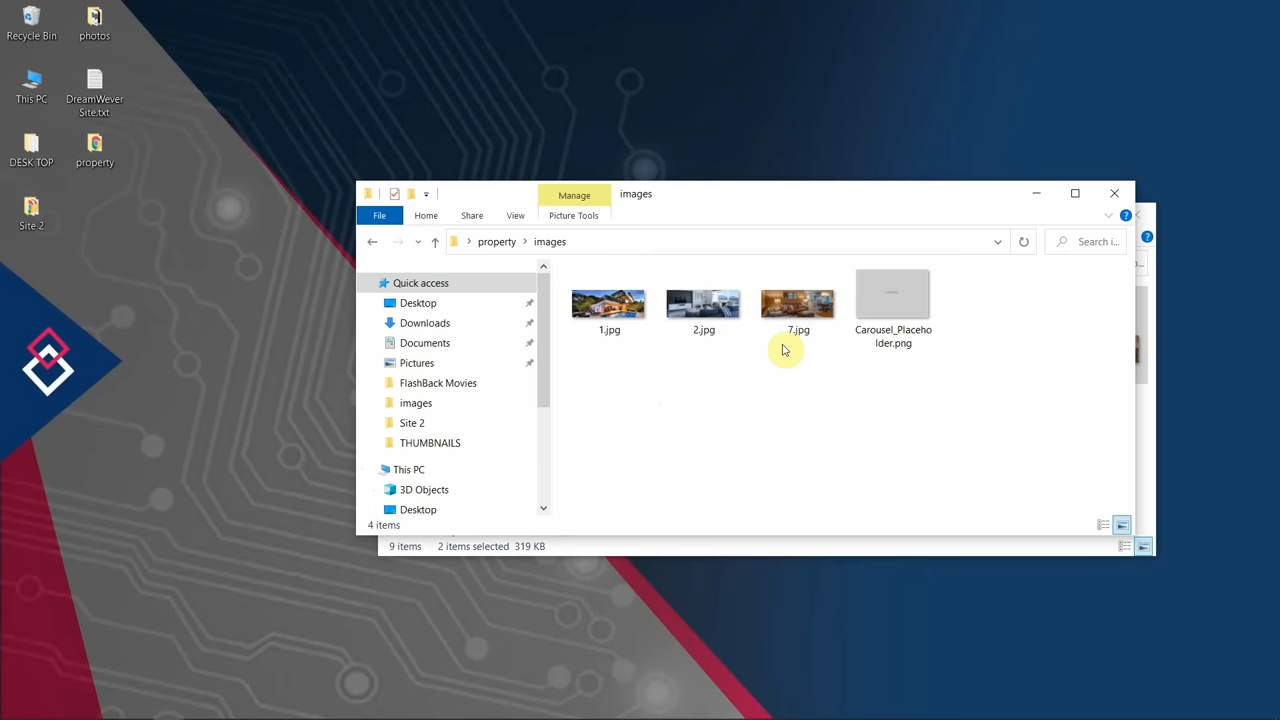 Recycle Bin
photos
This PC
DreamWever
Site.txt
DESK TOP
property
Site 2
Manage
images
File
Home
Share
View
Picture Tools
property
images
Search i...
Quick access
Desktop
Downloads
Documents
Pictures
FlashBack Movies
images
Site 2
THUMBNAILS
This PC
3D Objects
Desktop
1.jpg
2.jpg
7.jpg
Carousel_Placeho
lder.png
4 items
9 items
2 items selected 319 KB